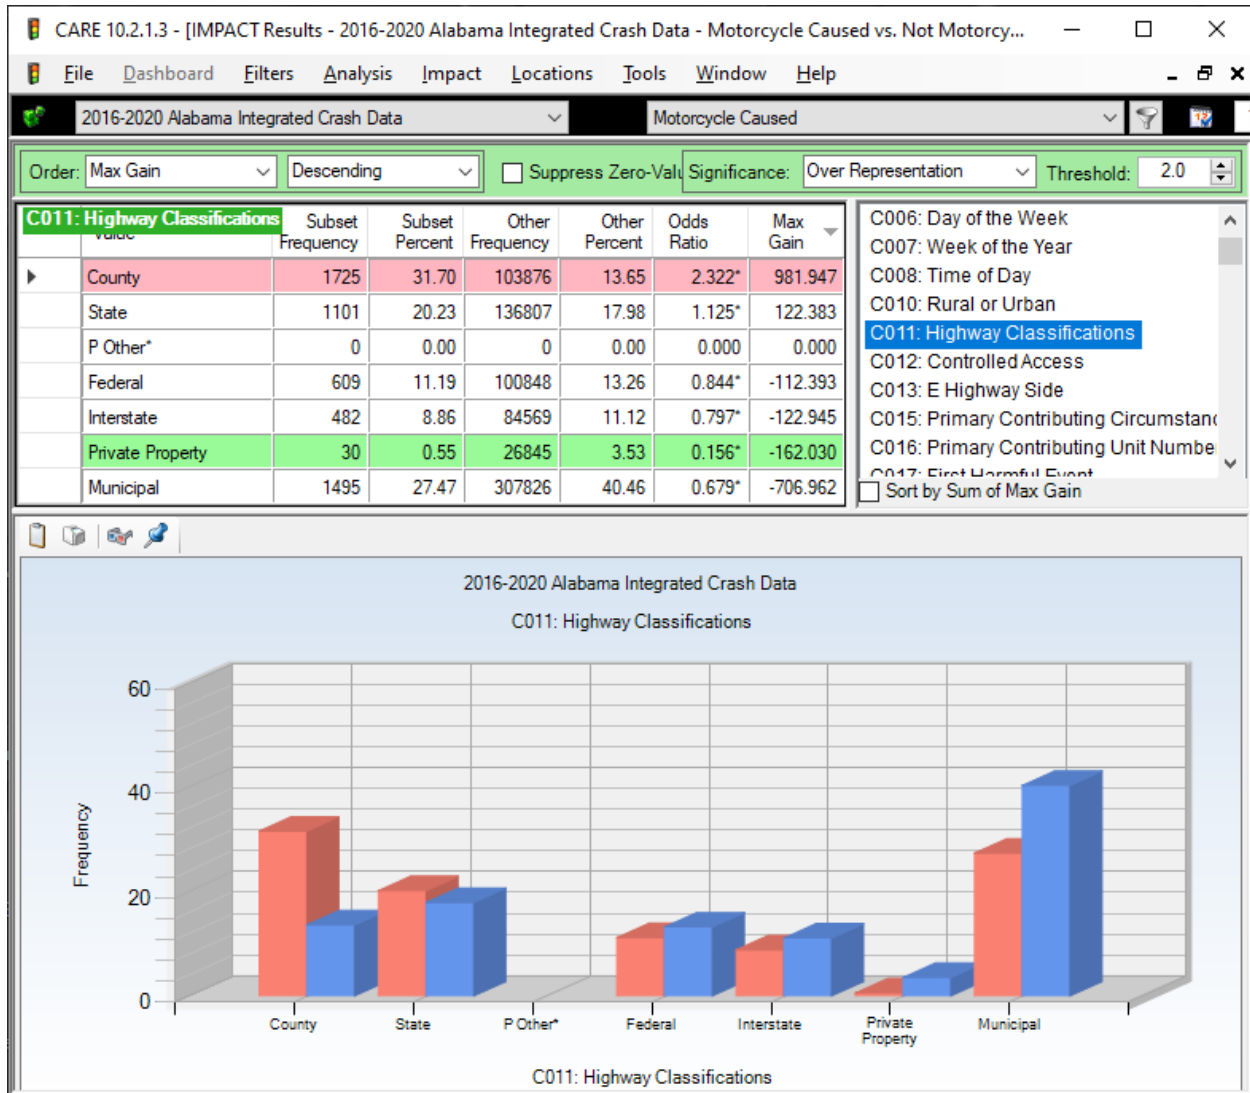 CARE 10.2.1.3 - [IMPACT Results - 2016-2020 Alabama Integrated Crash Data - Motorcycle Caused vs. Not Motorcy...
File Dashboard Filters Analysis Impact Locations Tools Window Help
2016-2020 Alabama Integrated Crash Data Motorcycle Caused
Order: Max Gain Descending Suppress Zero-Valu Significance: Over Representation Threshold: 2.0
C011: Highway Classifications Subset Frequency Subset Percent Other Frequency Other Percent Odds Ratio Max Gain
County 1725 31.70 103876 13.65 2.322* 981.947
State 1101 20.23 136807 17.98 1.125* 122.383
P Other* 0 0.00 0 0.00 0.000 0.000
Federal 609 11.19 100848 13.26 0.844* -112.393
Interstate 482 8.86 84569 11.12 0.797* -122.945
Private Property 30 0.55 26845 3.53 0.156* -162.030
Municipal 1495 27.47 307826 40.46 0.679* -706.962
C006: Day of the Week
C007: Week of the Year
C008: Time of Day
C010: Rural or Urban
C011: Highway Classifications
C012: Controlled Access
C013: E Highway Side
C015: Primary Contributing Circumstanc
C016: Primary Contributing Unit Number
C017: First Harmful Event
Sort by Sum of Max Gain
2016-2020 Alabama Integrated Crash Data
C011: Highway Classifications
60
40
20
0
Frequency
County State P Other* Federal Interstate Private Property Municipal
C011: Highway Classifications